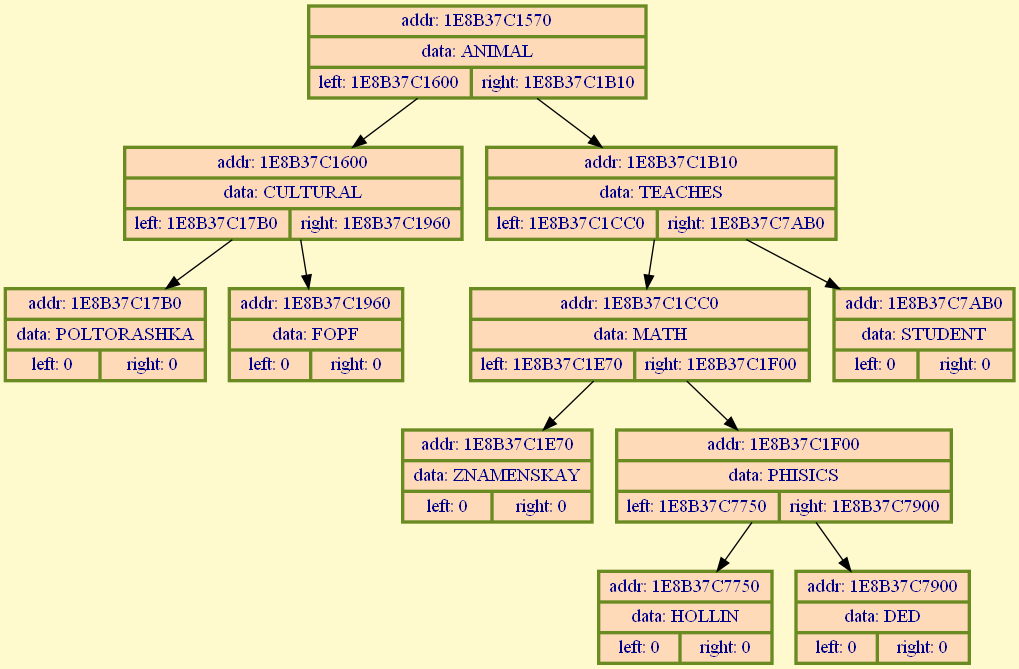 addr: 1E8B37C1570
data: ANIMAL
left: 1E8B37C1600 right: 1E8B37C1B10
addr: 1E8B37C1600
data: CULTURAL
left: 1E8B37C17B0 right: 1E8B37C1960
addr: 1E8B37C1B10
data: TEACHES
left: 1E8B37C1CC0 right: 1E8B37C7AB0
addr: 1E8B37C17B0
data: POLTORASHKA
left: 0 right: 0
addr: 1E8B37C1960
data: FOPF
left: 0 right: 0
addr: 1E8B37C1CC0
data: MATH
left: 1E8B37C1E70 right: 1E8B37C1F00
addr: 1E8B37C7AB0
data: STUDENT
left: 0 right: 0
addr: 1E8B37C1E70
data: ZNAMENSKAY
left: 0 right: 0
addr: 1E8B37C1F00
data: PHISICS
left: 1E8B37C7750 right: 1E8B37C7900
addr: 1E8B37C7750
data: HOLLIN
left: 0 right: 0
addr: 1E8B37C7900
data: DED
left: 0 right: 0